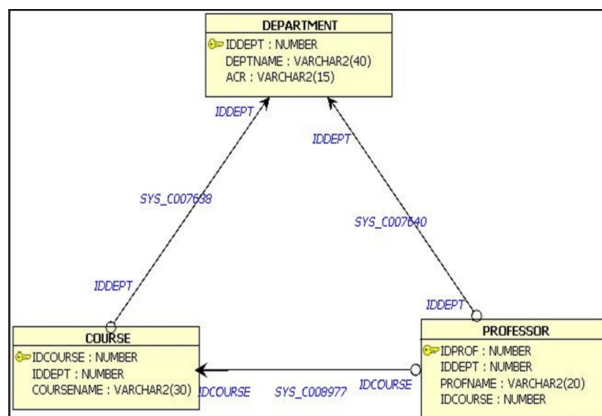 DEPARTMENT
IDDEPT : NUMBER
DEPTNAME : VARCHAR2(40)
ACR : VARCHAR2(15)
IDDEPT
IDDEPT
SYS_C007638
SYS_C007640
IDDEPT
IDDEPT
COURSE
IDCOURSE : NUMBER
IDDEPT : NUMBER
COURSENAME : VARCHAR2(30)
IDCOURSE
SYS_C008977
IDCOURSE
PROFESSOR
IDPROF : NUMBER
IDDEPT : NUMBER
PROFNAME : VARCHAR2(20)
IDCOURSE : NUMBER